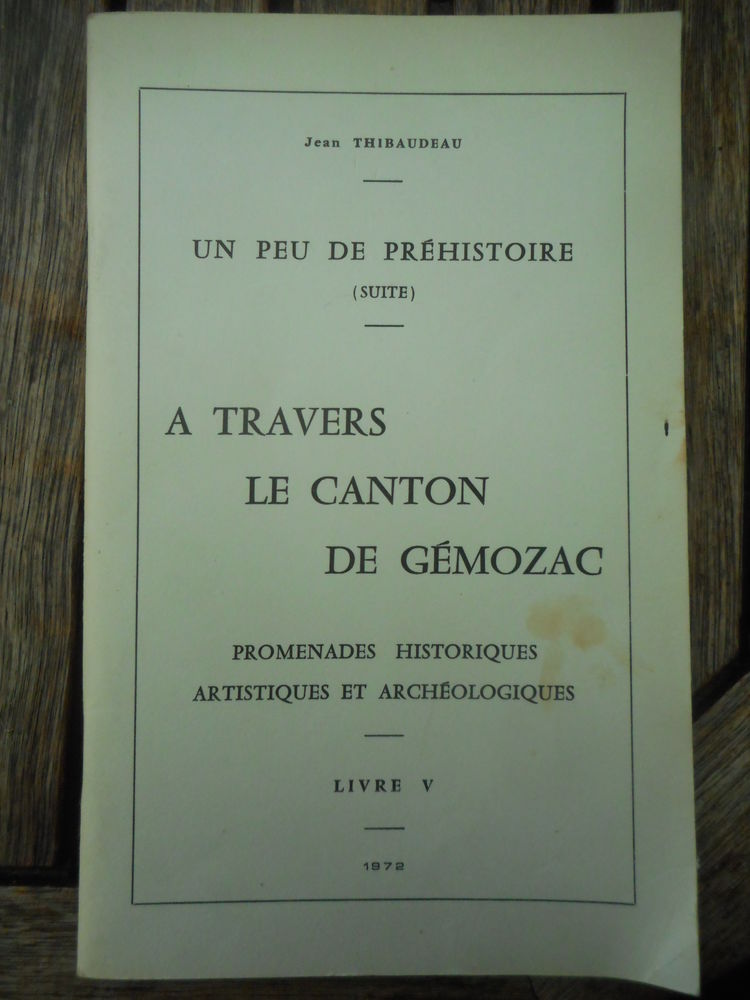 Jean THIBAUDEAU
UN PEU DE PRÉHISTOIRE
(SUITE)
A TRAVERS
LE CANTON
DE GÉMOZAC
PROMENADES HISTORIQUES
ARTISTIQUES ET ARCHÉOLOGIQUES
LIVRE V
1972